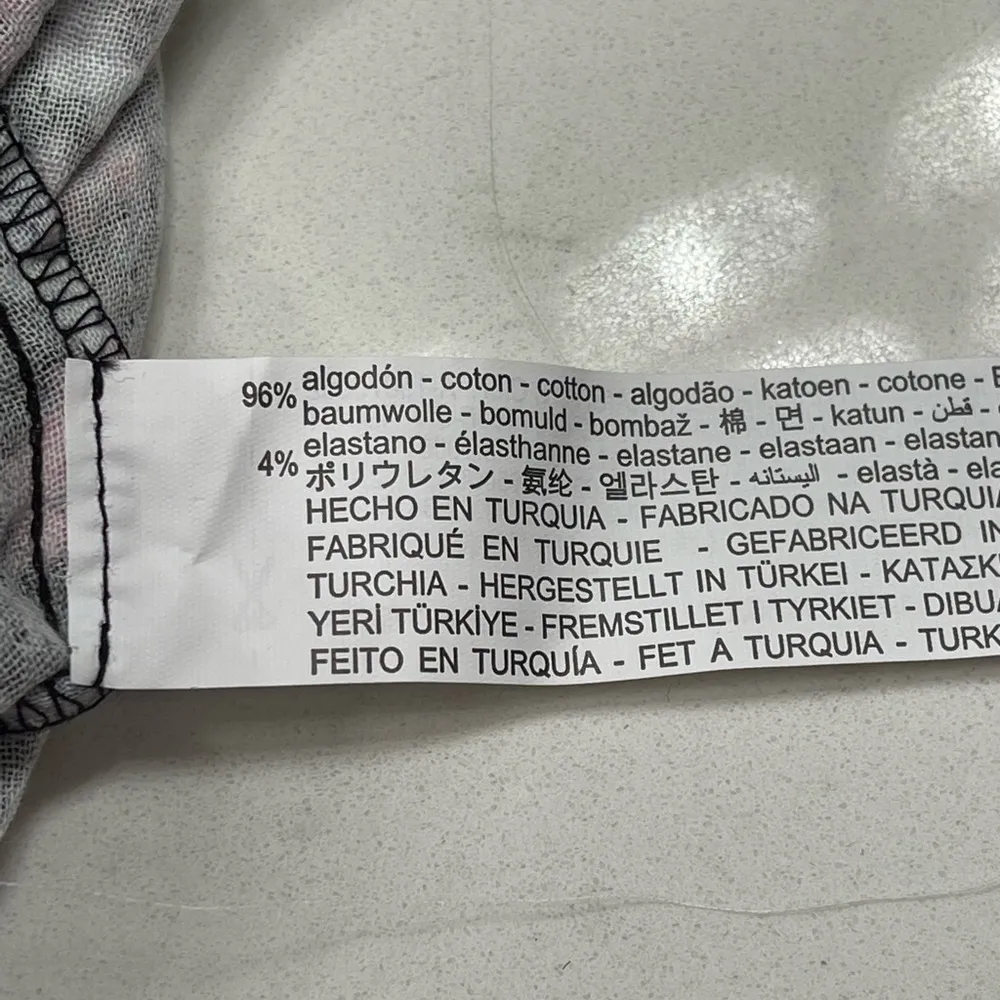 96% algodón - coton - cotton - algodão - katoen - cotone -
baumwolle - bomuld - bombaž - 棉 - 면 - katun - قطن -
4% elastano - élasthanne - elastane - elastaan - elastan
ポリウレタン - 氨纶 - 엘라스탄 - اليستانه - elastà - ela
HECHO EN TURQUIA - FABRICADO NA TURQUIA
FABRIQUÉ EN TURQUIE - GEFABRICEERD IN
TURCHIA - HERGESTELLT IN TÜRKEI - ΚΑΤΑΣΚ
YERİ TÜRKİYE - FREMSTILLET I TYRKIET - DIBUA
FEITO EN TURQUÍA - FET A TURQUIA - TURK